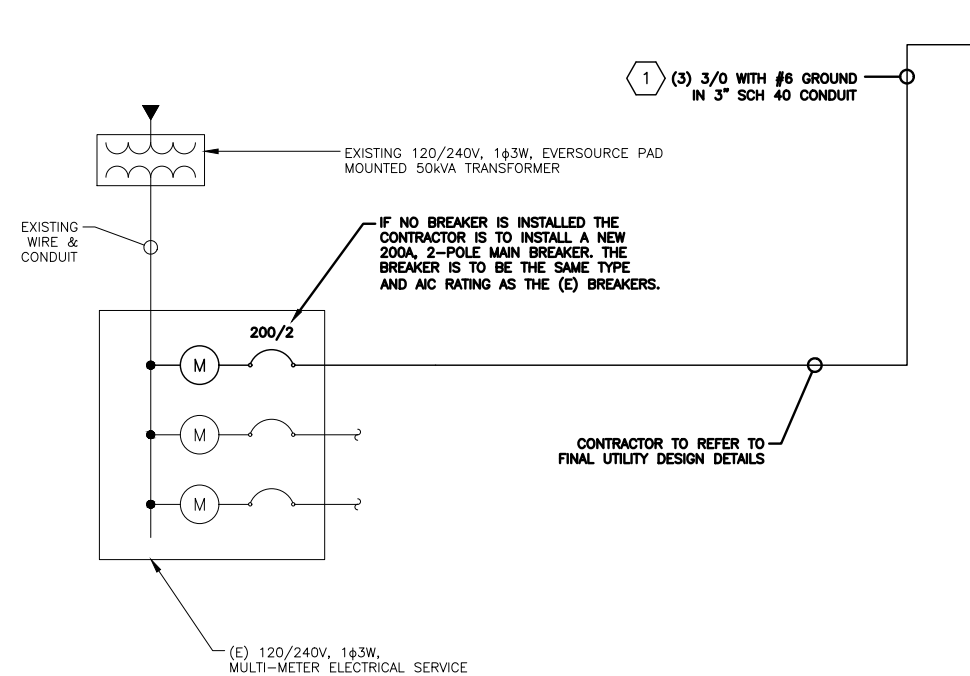 1
(3) 3/0 WITH #6 GROUND
IN 3" SCH 40 CONDUIT
EXISTING 120/240V, 1ϕ3W, EVERSOURCE PAD
MOUNTED 50kVA TRANSFORMER
EXISTING
WIRE &
CONDUIT
IF NO BREAKER IS INSTALLED THE
CONTRACTOR IS TO INSTALL A NEW
200A, 2-POLE MAIN BREAKER. THE
BREAKER IS TO BE THE SAME TYPE
AND AIC RATING AS THE (E) BREAKERS.
200/2
M
M
M
CONTRACTOR TO REFER TO
FINAL UTILITY DESIGN DETAILS
(E) 120/240V, 1ϕ3W,
MULTI-METER ELECTRICAL SERVICE